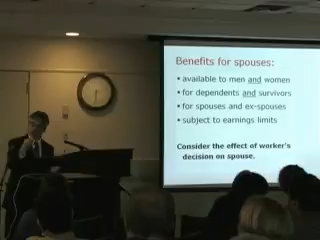 Benefits for spouses:
• available to men and women
• for dependents and survivors
• for spouses and ex-spouses
• subject to earnings limits
Consider the effect of worker's
decision on spouse.